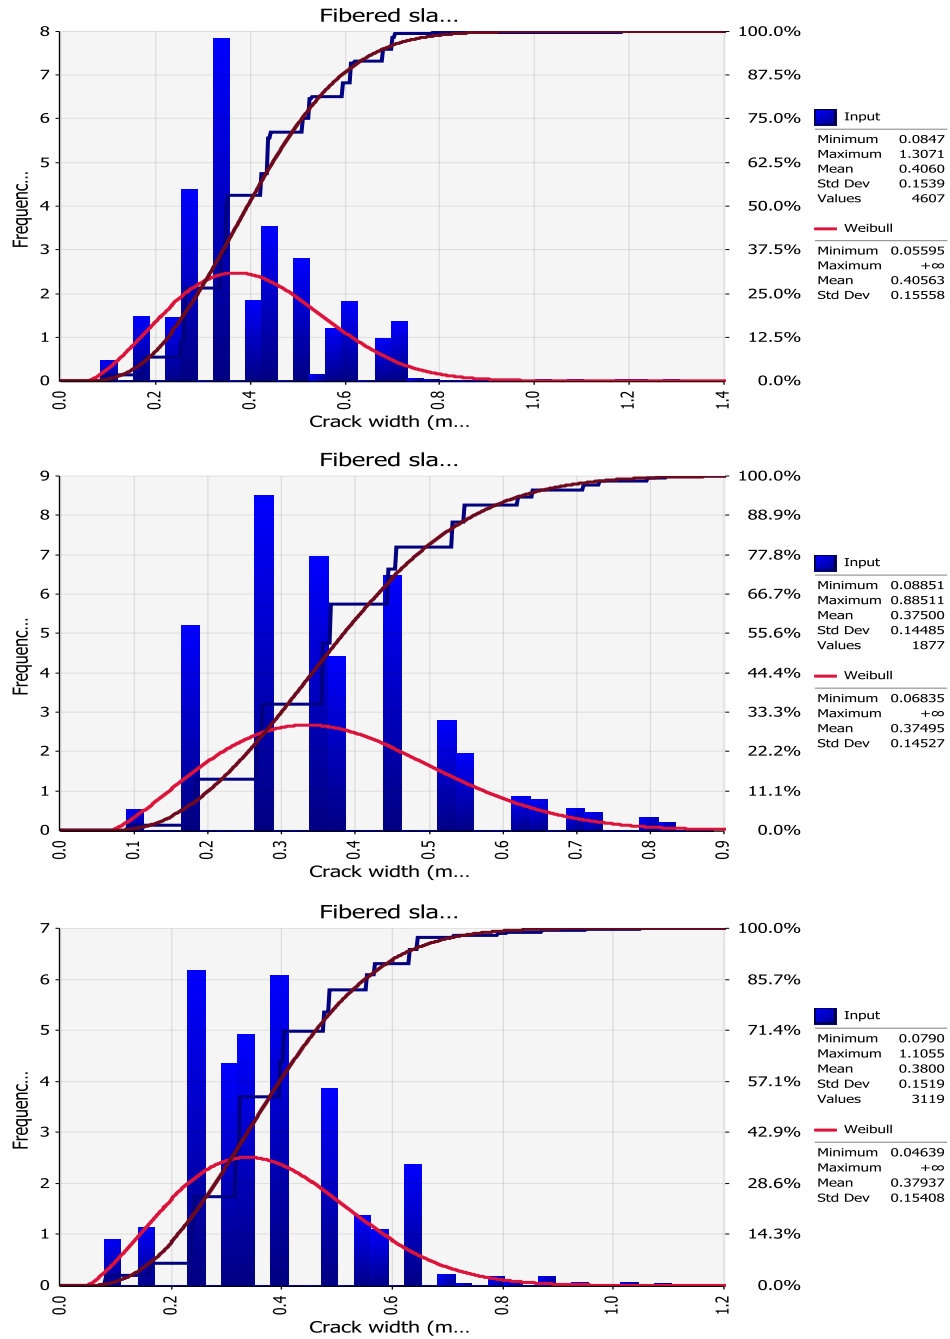 Fibered sla...
8
7
6
5
4
3
2
1
0
Frequenc...
100.0%
87.5%
75.0%
62.5%
50.0%
37.5%
25.0%
12.5%
0.0%
0.0
0.2
0.4
0.6
0.8
1.0
1.2
1.4
Crack width (m...
Input
Minimum 0.0847
Maximum 1.3071
Mean 0.4060
Std Dev 0.1539
Values 4607
Weibull
Minimum 0.05595
Maximum +∞
Mean 0.40563
Std Dev 0.15558
Fibered sla...
9
8
7
6
5
4
3
2
1
0
Frequenc...
100.0%
88.9%
77.8%
66.7%
55.6%
44.4%
33.3%
22.2%
11.1%
0.0%
0.0
0.1
0.2
0.3
0.4
0.5
0.6
0.7
0.8
0.9
Crack width (m...
Input
Minimum 0.08851
Maximum 0.88511
Mean 0.37500
Std Dev 0.14485
Values 1877
Weibull
Minimum 0.06835
Maximum +∞
Mean 0.37495
Std Dev 0.14527
Fibered sla...
7
6
5
4
3
2
1
0
Frequenc...
100.0%
85.7%
71.4%
57.1%
42.9%
28.6%
14.3%
0.0%
0.0
0.2
0.4
0.6
0.8
1.0
1.2
Crack width (m...
Input
Minimum 0.0790
Maximum 1.1055
Mean 0.3800
Std Dev 0.1519
Values 3119
Weibull
Minimum 0.04639
Maximum +∞
Mean 0.37937
Std Dev 0.15408